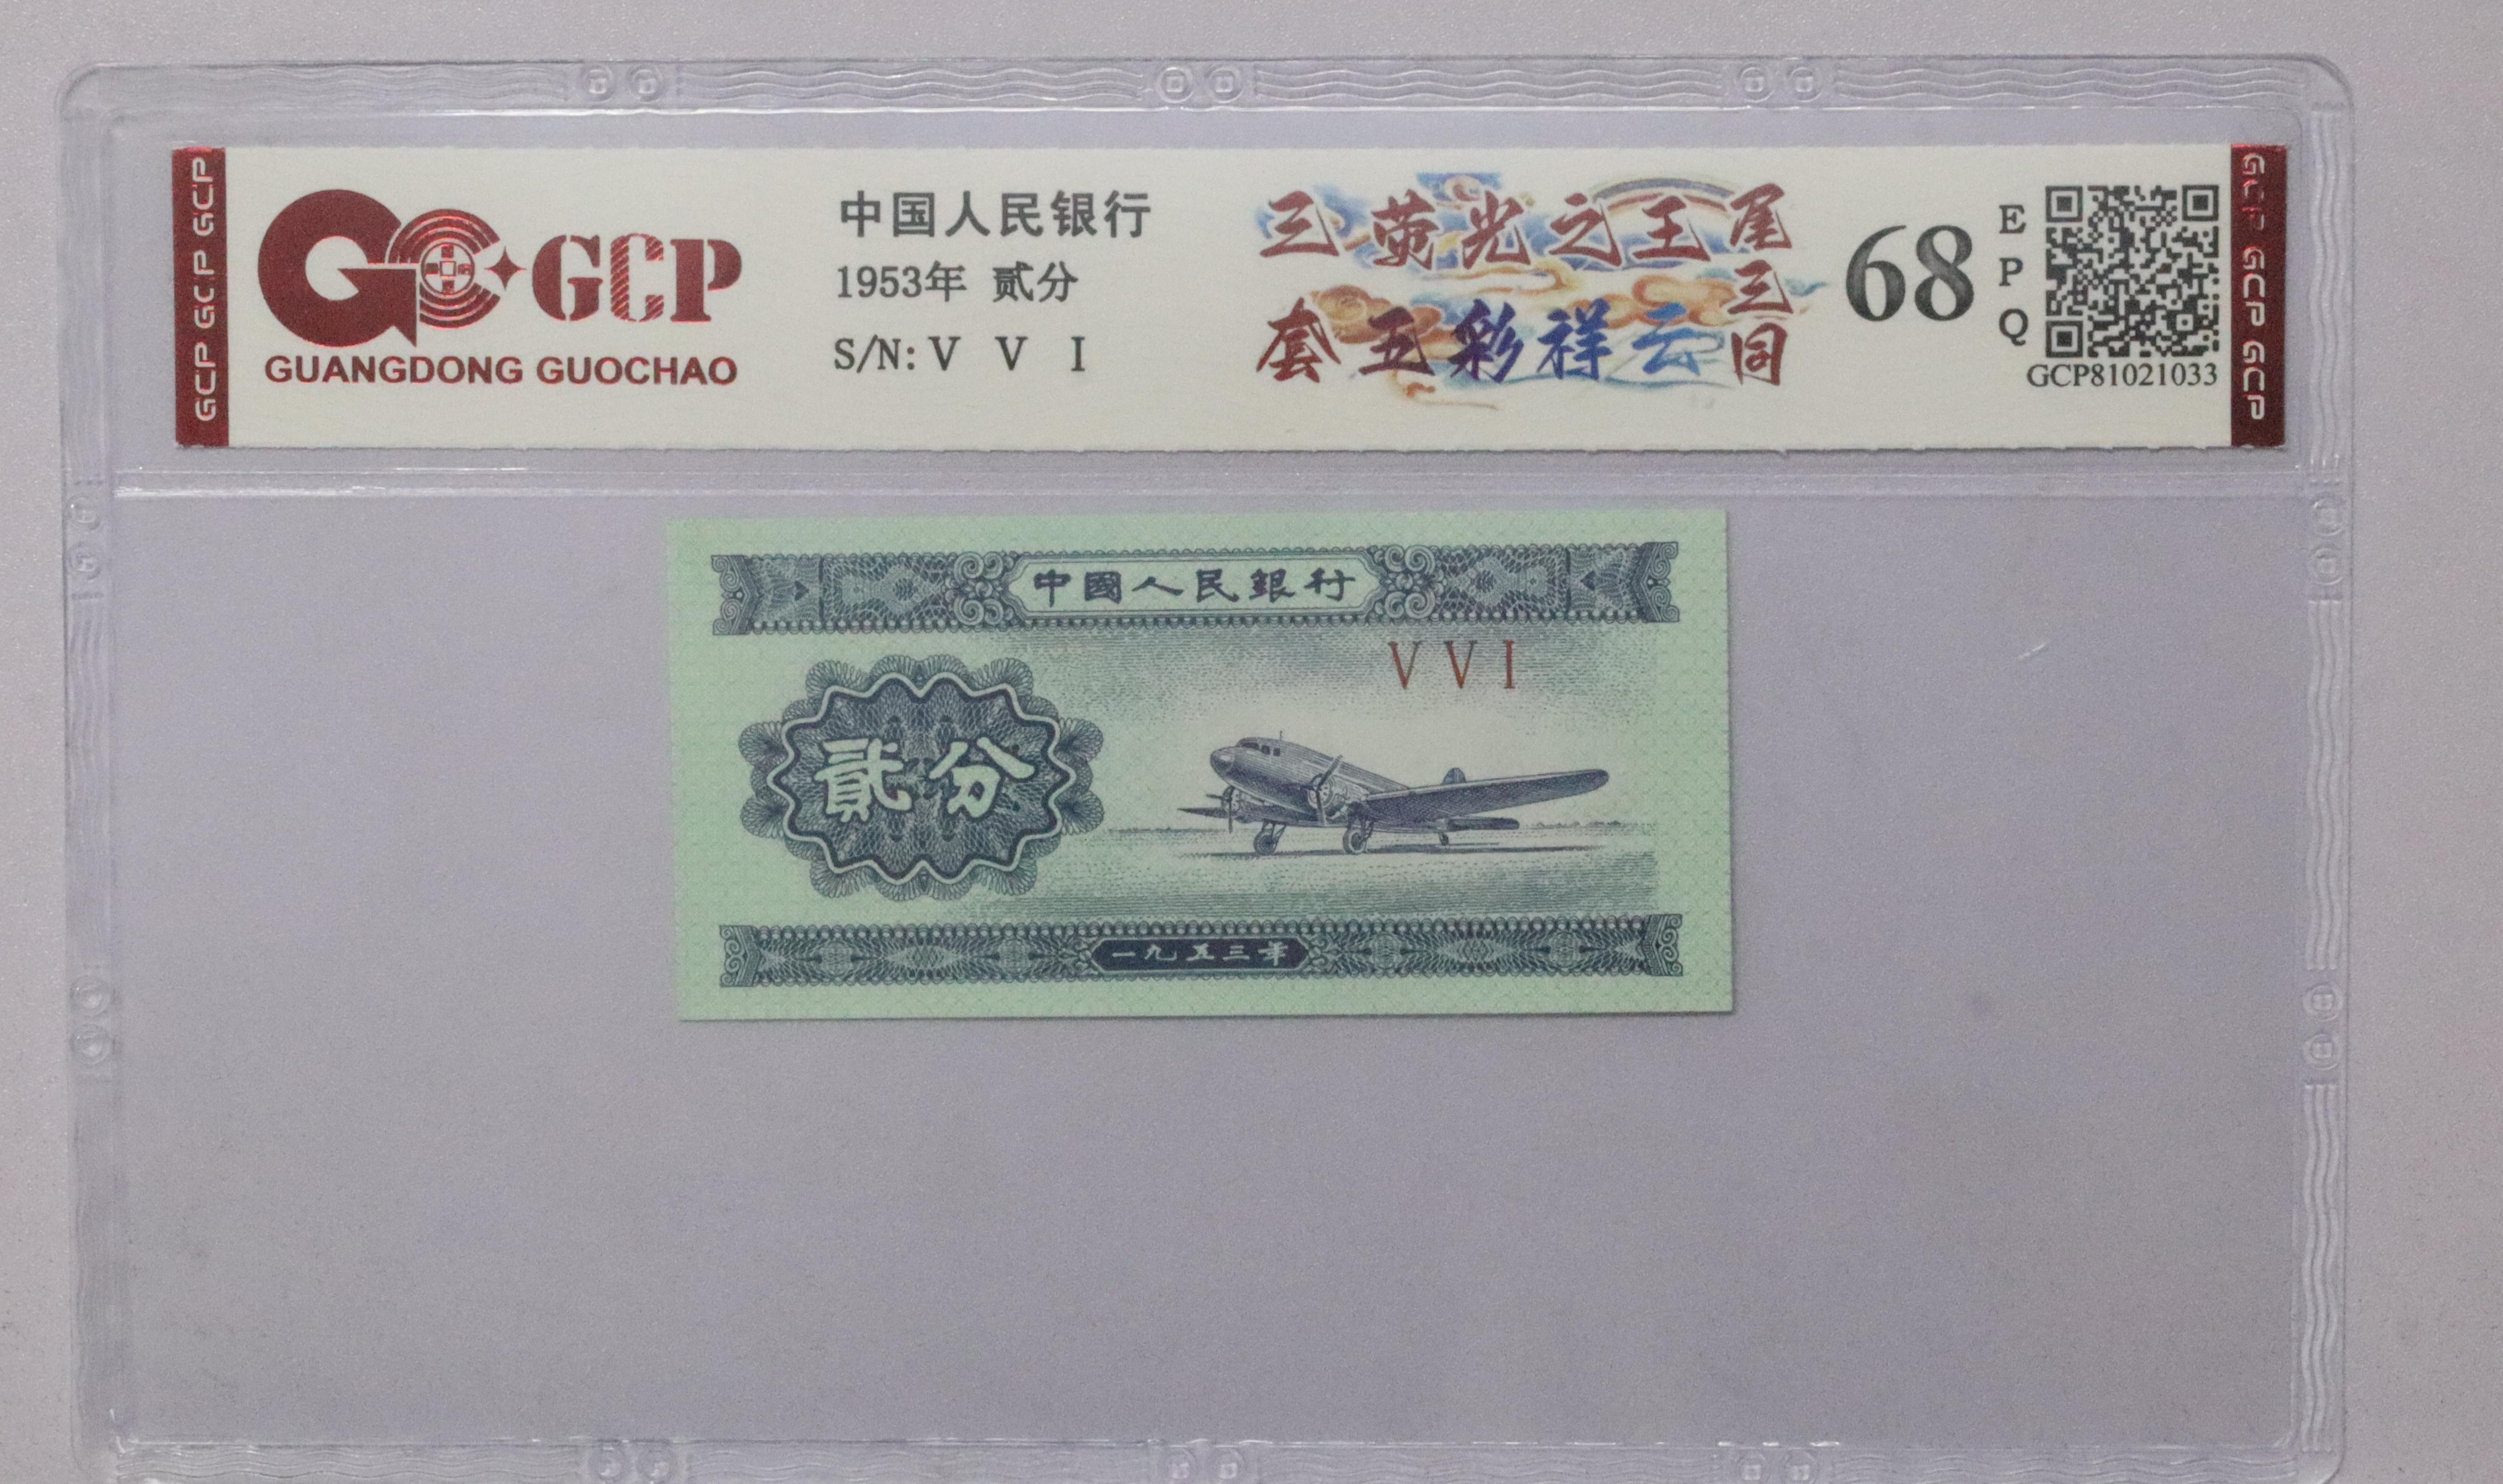 GCP GCP GCP
GCP
GUANGDONG GUOCHAO
中国人民银行
1953年 贰分
S/N: V V I
三荧光之王
套五彩祥云
尾三同
68
EPQ
GCP81021033
GCP GCP GCP
中國人民銀行
V V I
貳分
一九五三年